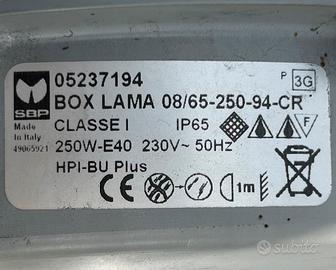 05237194
P 3G
BOX LAMA 08/65-250-94-CR
SBP
CLASSE I IP65 F
Made
in Italy
49065921
250W-E40 230V~ 50Hz
HPI-BU Plus
CE 1m
subito